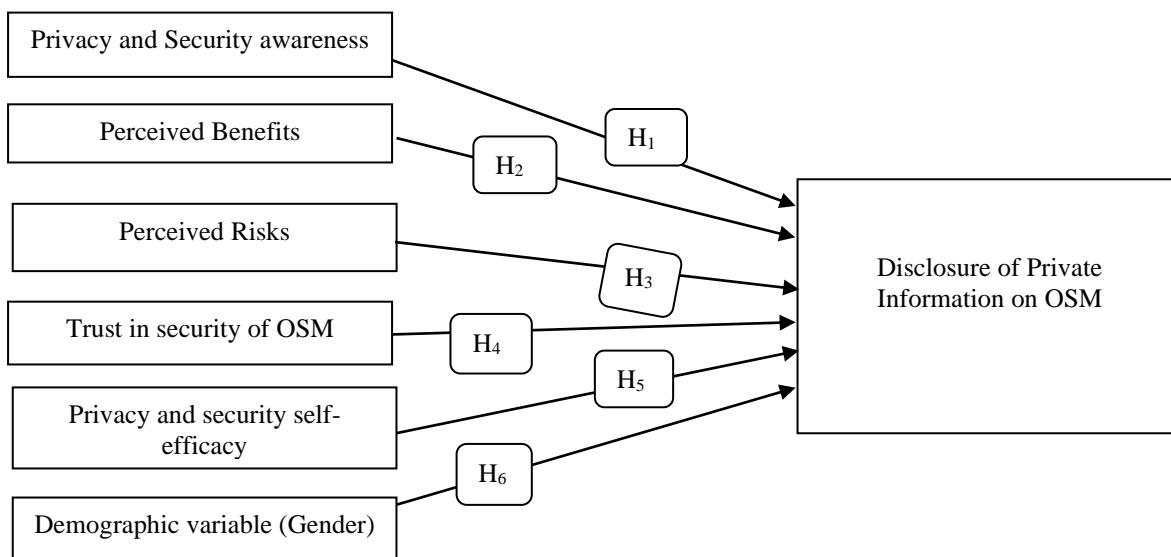 Privacy and Security awareness
Perceived Benefits
Perceived Risks
Trust in security of OSM
Privacy and security self-
efficacy
Demographic variable (Gender)
H₁
H₂
H₃
H₄
H₅
H₆
Disclosure of Private
Information on OSM